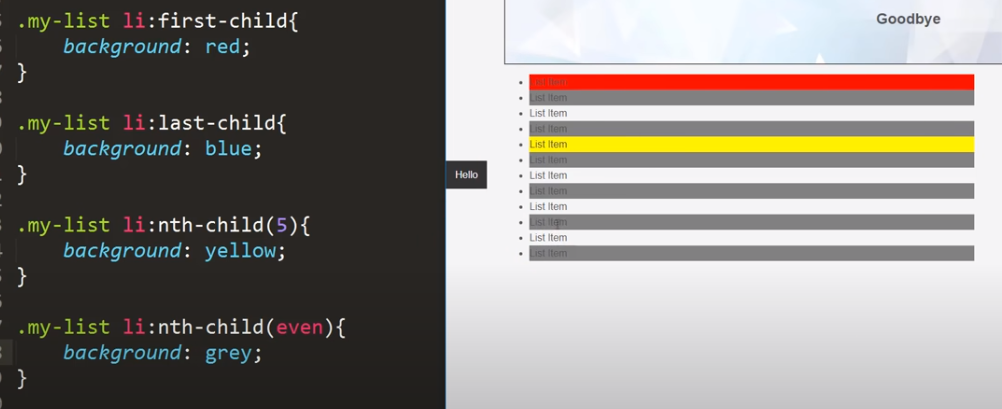 .my-list li:first-child{
background: red;
}
.my-list li:last-child{
background: blue;
}
.my-list li:nth-child(5){
background: yellow;
}
.my-list li:nth-child(even){
background: grey;
}
Goodbye
Hello
List Item
List Item
List Item
List Item
List Item
List Item
List Item
List Item
List Item
List Item
List Item
List Item